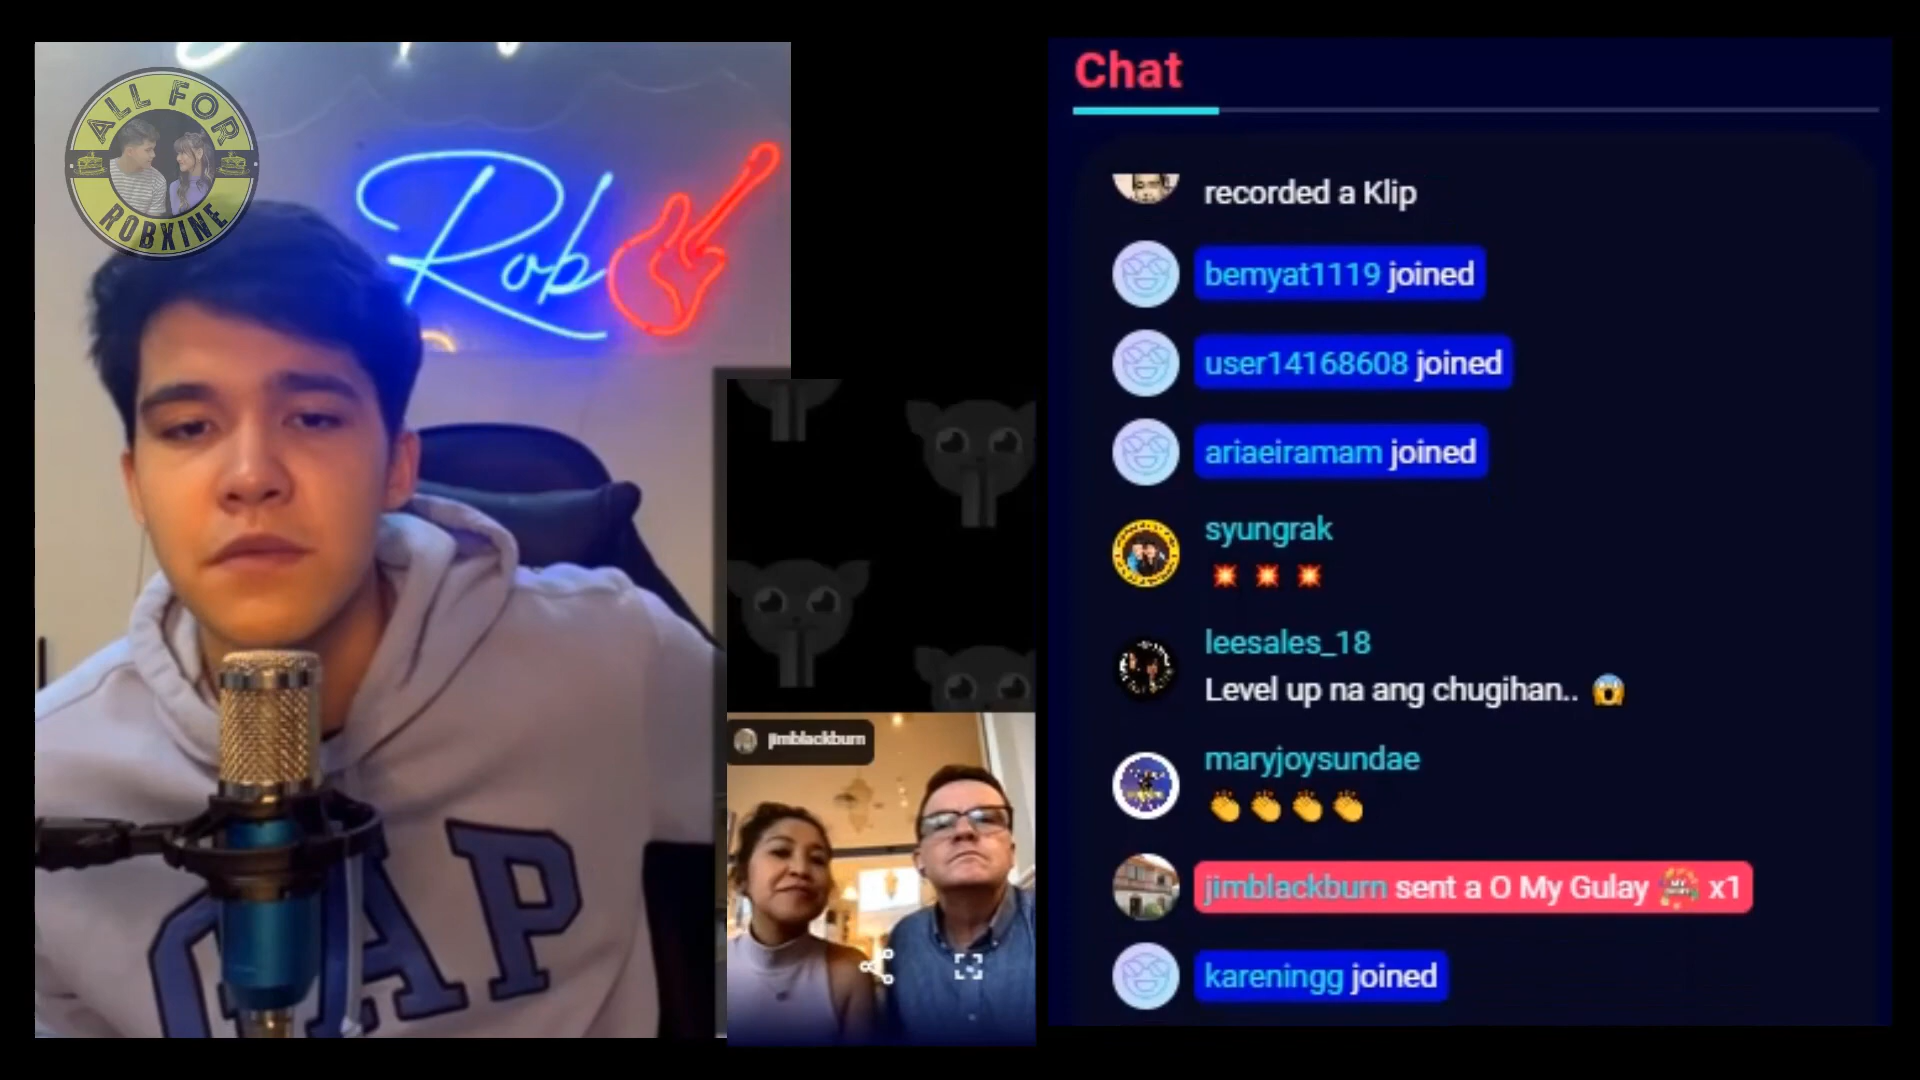 ALL FOR
ROBXINE
Rob
GAP
jimblackburn
Chat
recorded a Klip
bemyat1119 joined
user14168608 joined
ariaeiramam joined
syungrak
leesales_18
Level up na ang chugihan..
maryjoysundae
jimblackburn sent a O My Gulay x1
kareningg joined